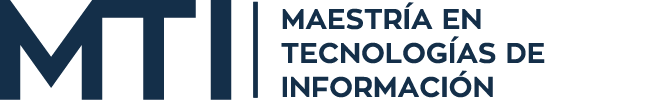 MTI
MAESTRÍA EN
TECNOLOGÍAS DE
INFORMACIÓN